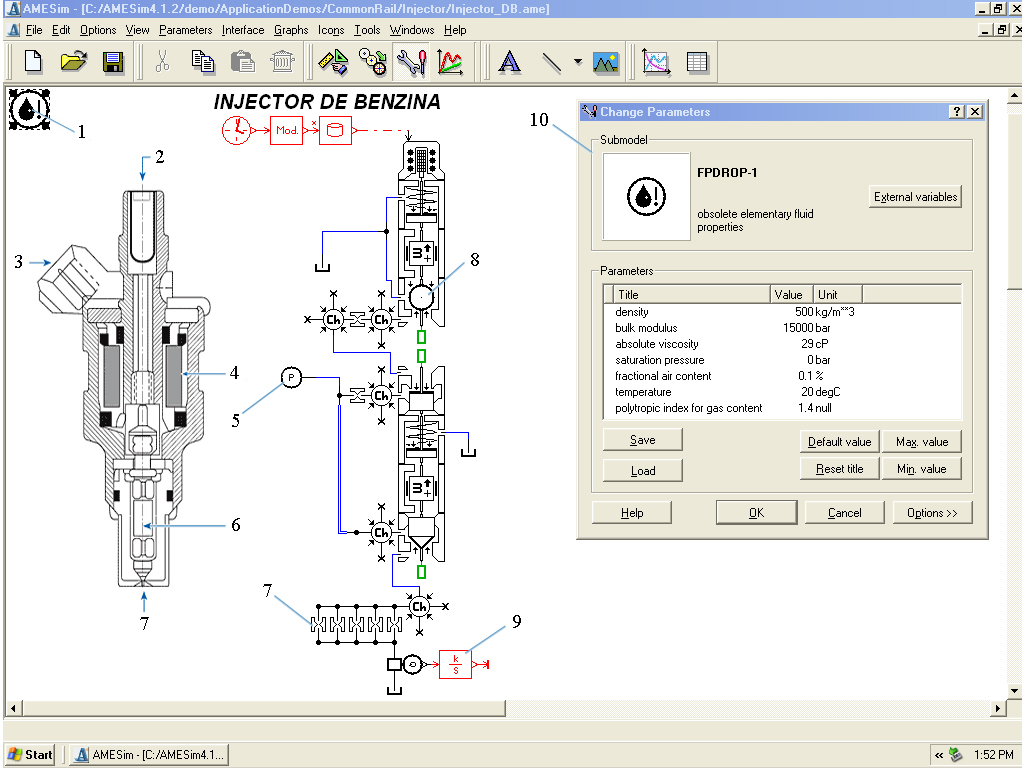 AMESim - [C:/AMESim4.1.2/demo/ApplicationDemos/CommonRail/Injector/Injector_DB.ame]
File Edit Options View Parameters Interface Graphs Icons Tools Windows Help
INJECTOR DE BENZINA
1
2
3
4
5
6
7
Mod.
x
8
m
Ch
Ch
P
Ch
m
Ch
7
Ch
9
k
s
10
Change Parameters
Submodel
FPDROP-1
obsolete elementary fluid
properties
External variables
Parameters
Title Value Unit
density 500 kg/m**3
bulk modulus 15000 bar
absolute viscosity 29 cP
saturation pressure 0 bar
fractional air content 0.1 %
temperature 20 degC
polytropic index for gas content 1.4 null
Save Default value Max. value
Load Reset title Min. value
Help OK Cancel Options >>
Start AMESim - [C:/AMESim4.1... « 1:52 PM